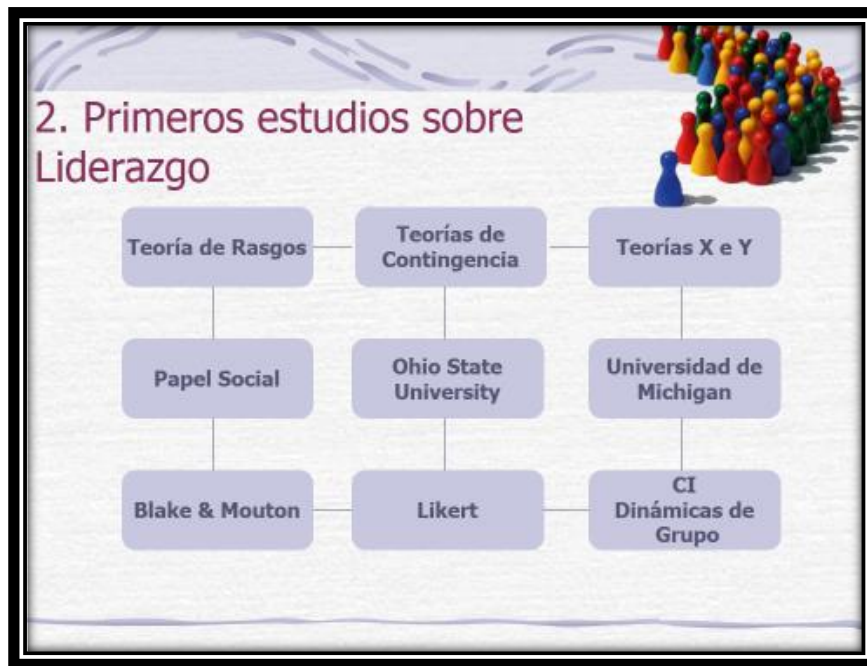 2. Primeros estudios sobre
Liderazgo
Teoría de Rasgos
Teorías de
Contingencia
Teorías X e Y
Papel Social
Ohio State
University
Universidad de
Michigan
Blake & Mouton
Likert
CI
Dinámicas de
Grupo